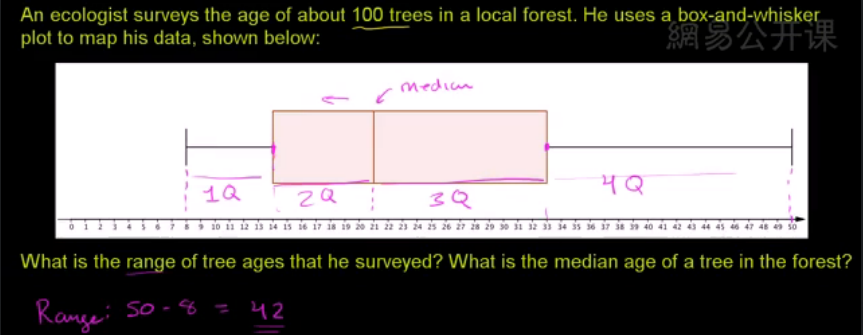 An ecologist surveys the age of about 100 trees in a local forest. He uses a box-and-whisker
plot to map his data, shown below:
網易公开课
median
1Q 2Q 3Q 4Q
0 1 2 3 4 5 6 7 8 9 10 11 12 13 14 15 16 17 18 19 20 21 22 23 24 25 26 27 28 29 30 31 32 33 34 35 36 37 38 39 40 41 42 43 44 45 46 47 48 49 50
What is the range of tree ages that he surveyed? What is the median age of a tree in the forest?
Range: 50 - 8 = 42